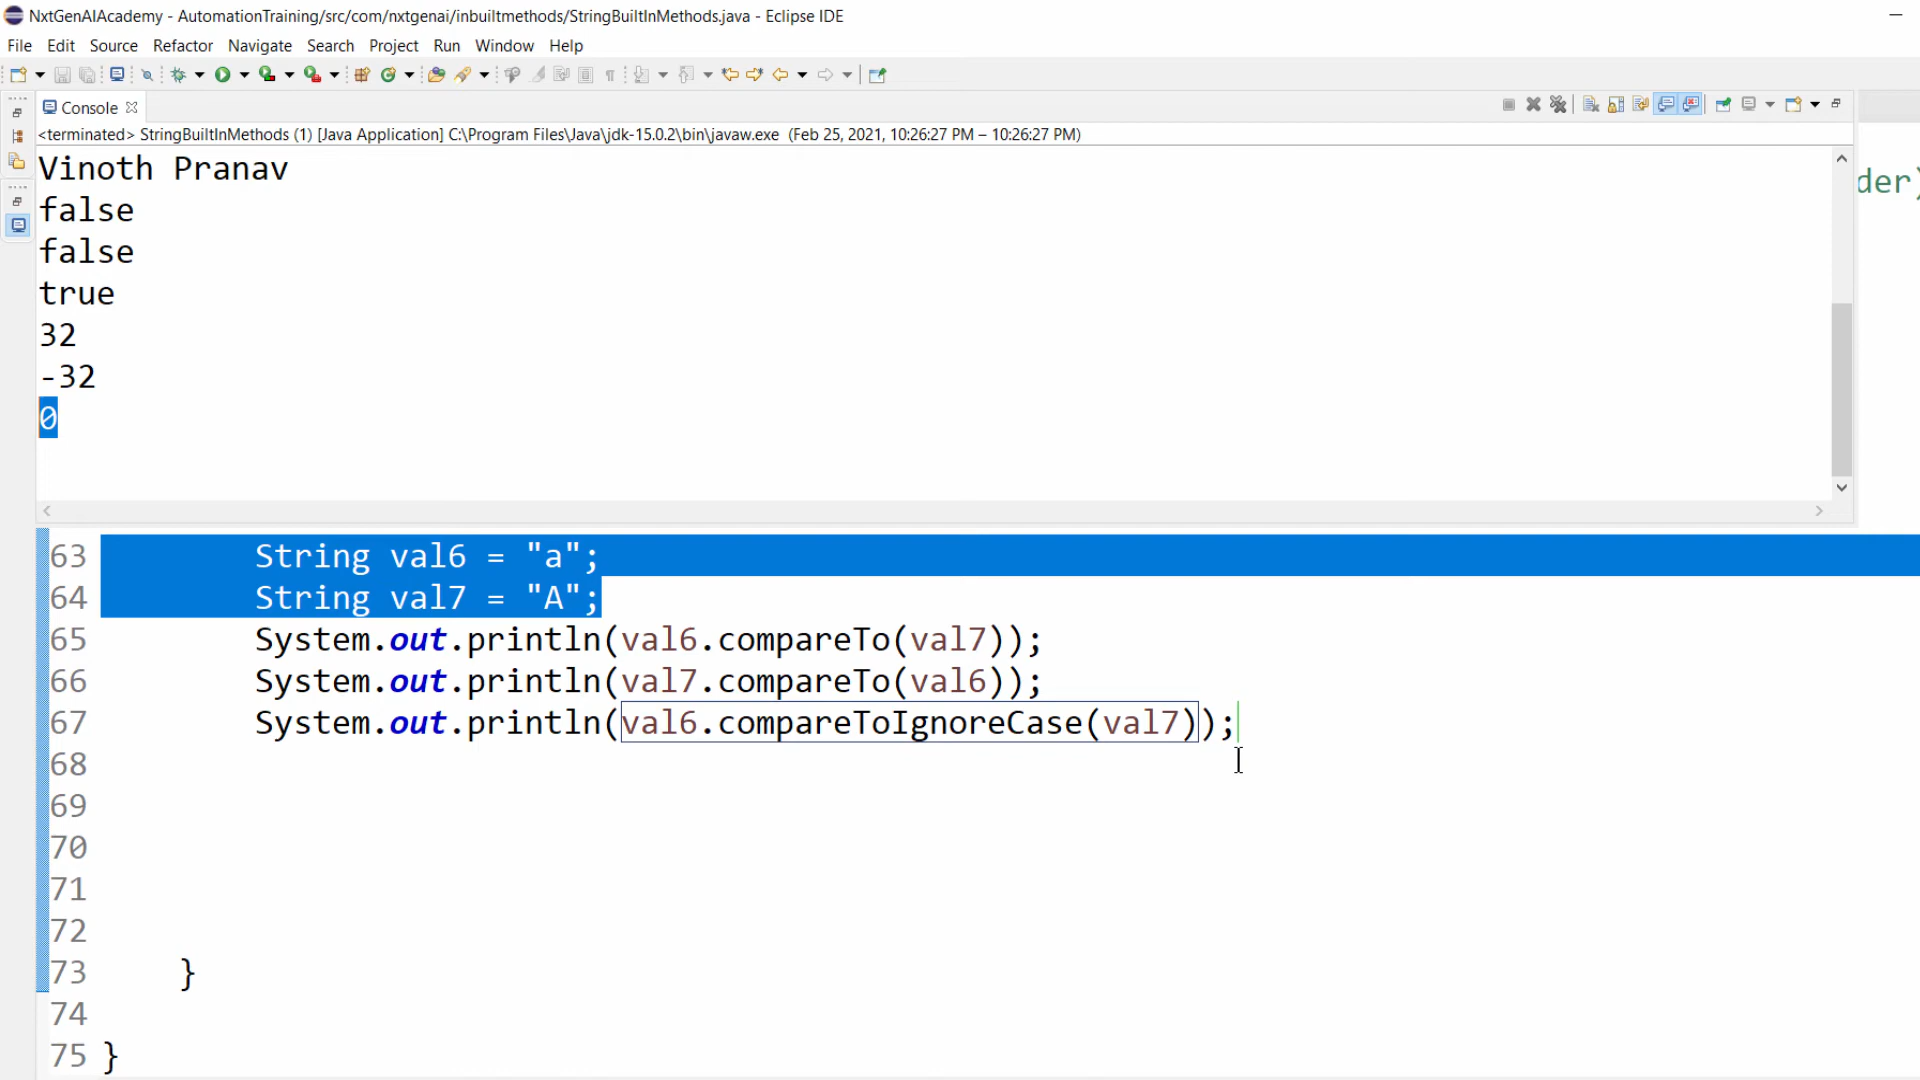 NxtGenAIAcademy - AutomationTraining/src/com/nxtgenai/inbuiltmethods/StringBuiltInMethods.java - Eclipse IDE
File Edit Source Refactor Navigate Search Project Run Window Help
Console
<terminated> StringBuiltInMethods (1) [Java Application] C:\Program Files\Java\jdk-15.0.2\bin\javaw.exe (Feb 25, 2021, 10:26:27 PM – 10:26:27 PM)
Vinoth Pranav
false
der)
false
true
32
-32
0
63 String val6 = "a";
64 String val7 = "A";
65 System.out.println(val6.compareTo(val7));
66 System.out.println(val7.compareTo(val6));
67 System.out.println(val6.compareToIgnoreCase(val7));
68
69
70
71
72
73 }
74
75 }